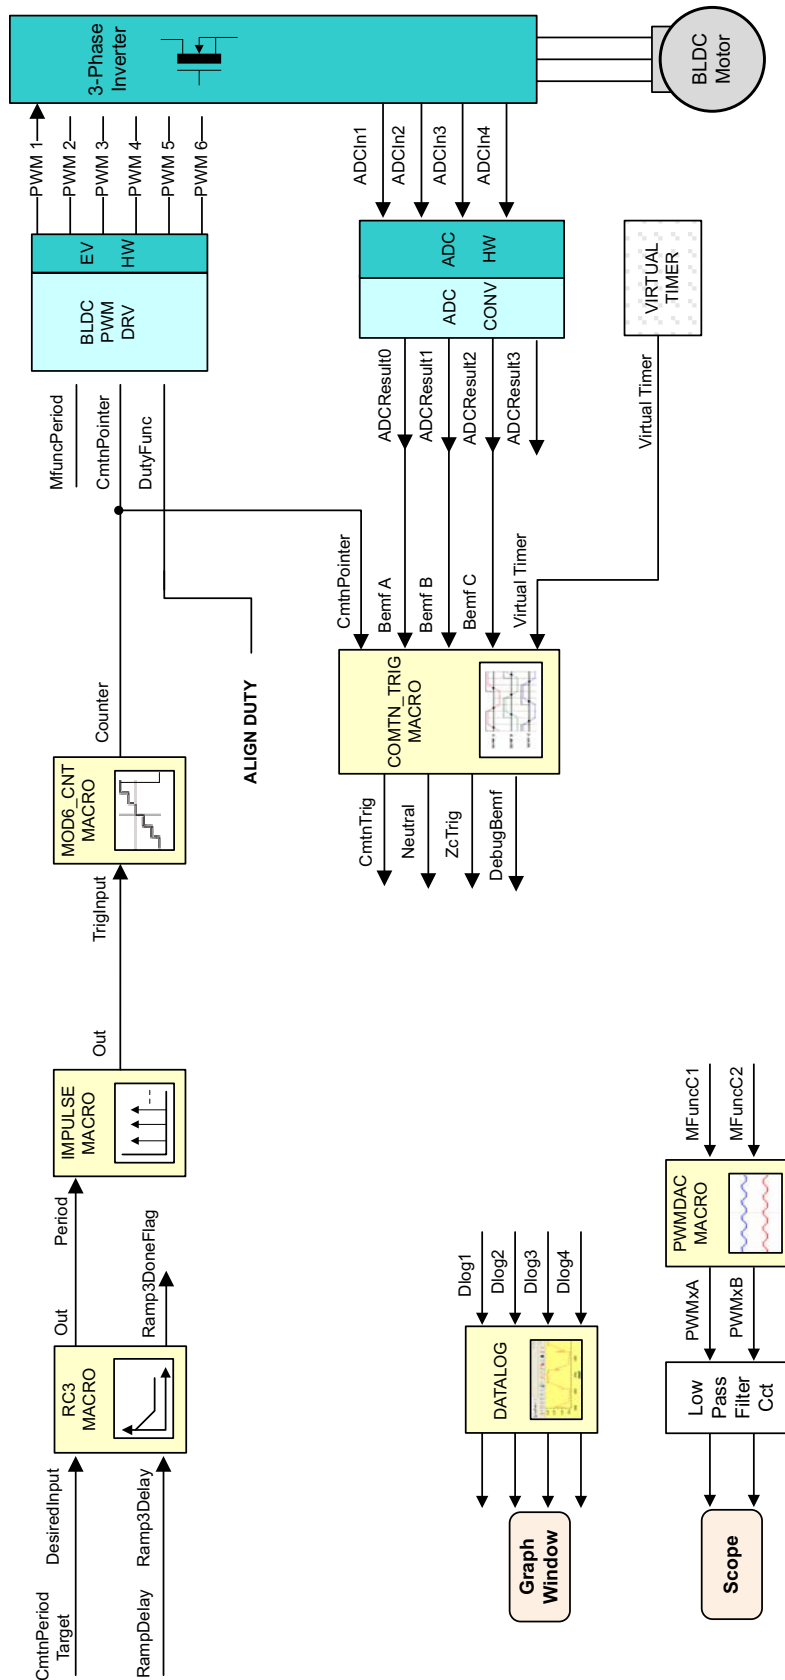 CmtnPeriod
Target
DesiredInput
RampDelay
Ramp3Delay
RC3
MACRO
Out
Ramp3DoneFlag
Period
IMPULSE
MACRO
Out
TrigInput
MOD6_CNT
MACRO
Counter
ALIGN DUTY
MfuncPeriod
CmtnPointer
DutyFunc
BLDC
PWM
DRV
EV
HW
PWM 1
PWM 2
PWM 3
PWM 4
PWM 5
PWM 6
3-Phase
Inverter
BLDC
Motor
ADCIn1
ADCIn2
ADCIn3
ADCIn4
ADC
HW
ADC
CONV
ADCResult0
ADCResult1
ADCResult2
ADCResult3
CmtnPointer
Bemf A
Bemf B
Bemf C
Virtual Timer
Virtual Timer
VIRTUAL
TIMER
COMTN_TRIG
MACRO
CmtnTrig
Neutral
ZcTrig
DebugBemf
Dlog1
Dlog2
Dlog3
Dlog4
DATALOG
Graph
Window
MFuncC1
MFuncC2
PWMDAC
MACRO
PWMxA
PWMxB
Low
Pass
Filter
Cct
Scope